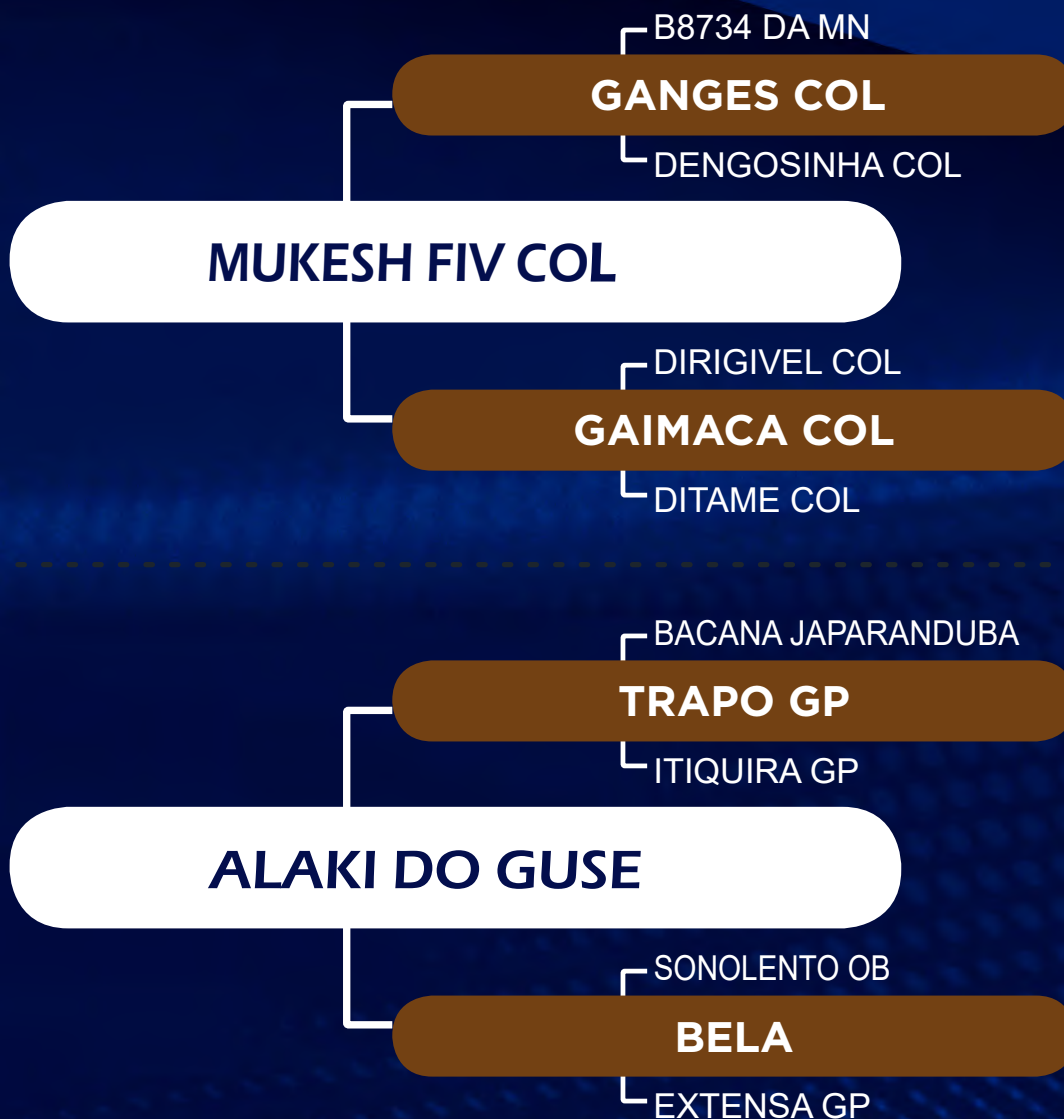 B8734 DA MN
GANGES COL
DENGOSINHA COL
MUKESH FIV COL
DIRIGIVEL COL
GAIMACA COL
DITAME COL
BACANA JAPARANDUBA
TRAPO GP
ITIQUIRA GP
ALAKI DO GUSE
SONOLENTO OB
BELA
EXTENSA GP